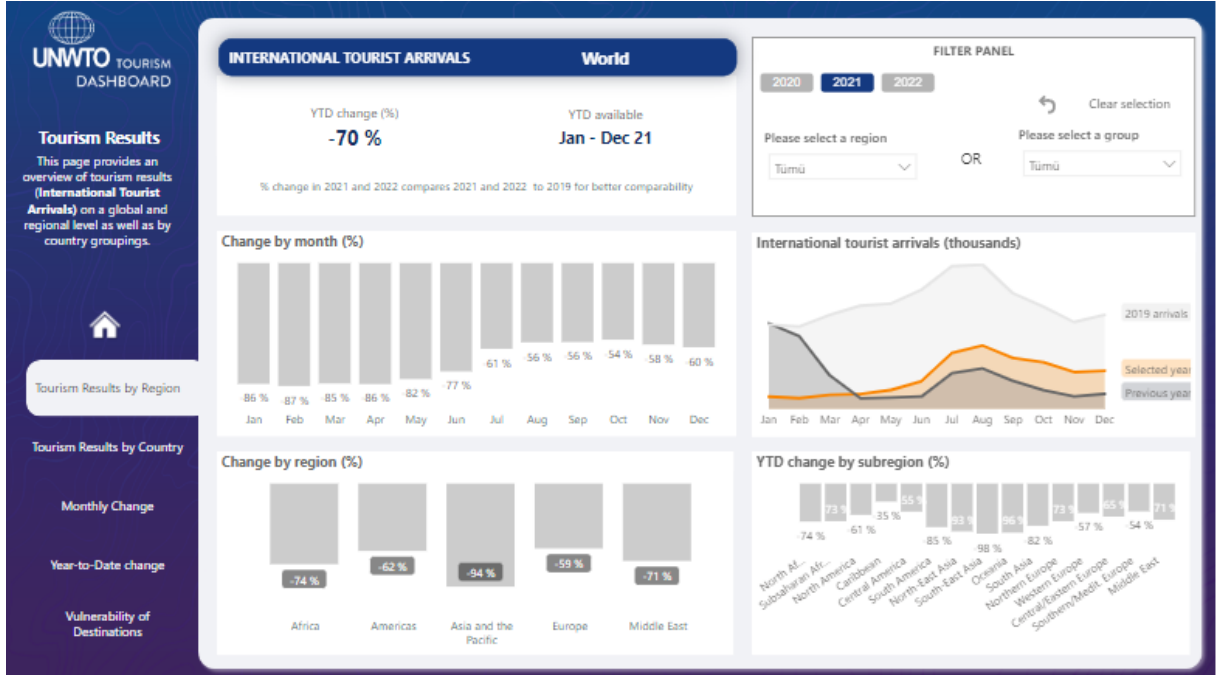 UNWTO TOURISM
DASHBOARD
Tourism Results
This page provides an
overview of tourism results
(International Tourist
Arrivals) on a global and
regional level as well as by
country groupings.
Tourism Results by Region
Tourism Results by Country
Monthly Change
Year-to-Date change
Vulnerability of
Destinations
INTERNATIONAL TOURIST ARRIVALS World
YTD change (%) YTD available
-70 % Jan - Dec 21
% change in 2021 and 2022 compares 2021 and 2022 to 2019 for better comparability
FILTER PANEL
2020 2021 2022
Clear selection
Please select a region OR Please select a group
Tümü Tümü
Change by month (%)
-86 % -87 % -85 % -86 % -82 % -77 % -61 % -56 % -56 % -54 % -58 % -60 %
Jan Feb Mar Apr May Jun Jul Aug Sep Oct Nov Dec
International tourist arrivals (thousands)
2019 arrivals
Selected year
Previous year
Jan Feb Mar Apr May Jun Jul Aug Sep Oct Nov Dec
Change by region (%)
-74 % -62 % -94 % -59 % -71 %
Africa Americas Asia and the Pacific Europe Middle East
YTD change by subregion (%)
-74 % 73 % -61 % -35 % 55 % -85 % 93 % -98 % 96 % -82 % 73 % -57 % 65 % -54 % 71 %
North Af...
Subsaharan Afr...
North America
Caribbean
Central America
South America
North-East Asia
South-East Asia
Oceania
South Asia
Northern Europe
Western Europe
Central/Eastern Europe
Southern/Medit. Europe
Middle East